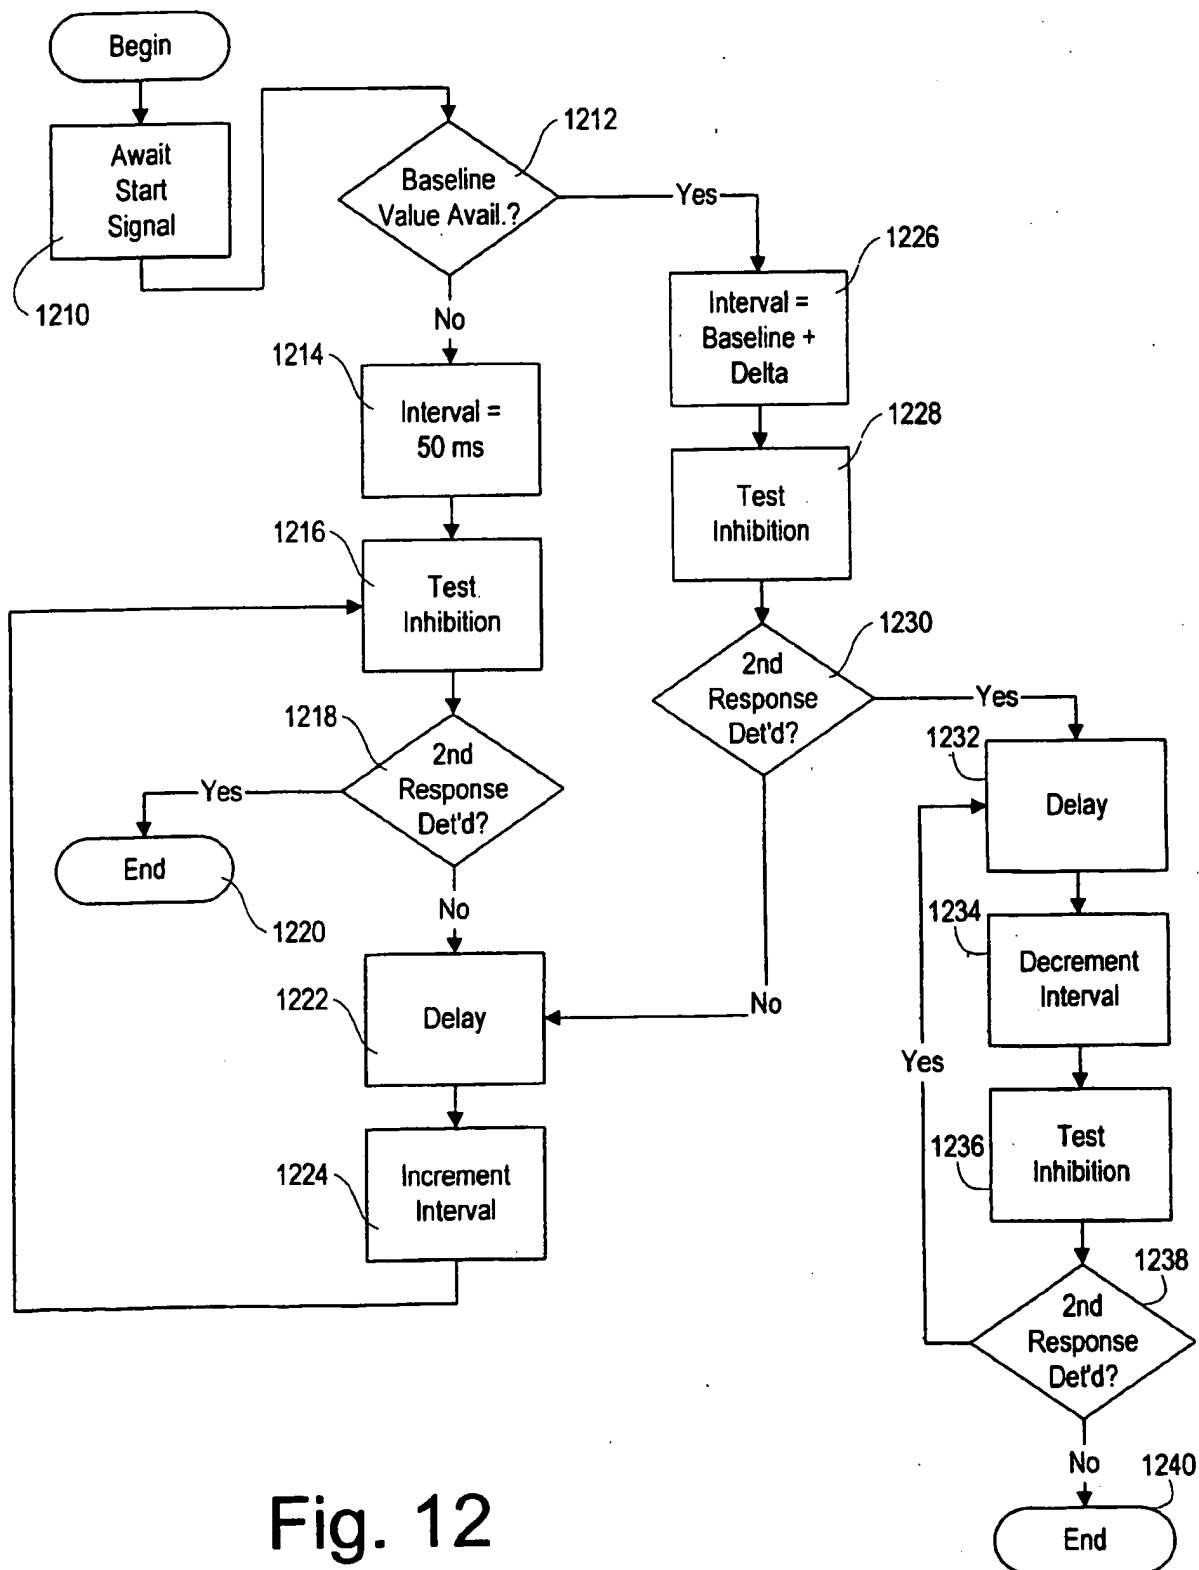 Begin
Await
Start
Signal
1210
1212
Baseline
Value Avail.?
Yes
No
1226
Interval =
Baseline +
Delta
1214
Interval =
50 ms
1228
Test
Inhibition
1216
Test
Inhibition
1230
2nd
Response
Det'd?
Yes
No
1218
2nd
Response
Det'd?
Yes
End
1220
No
1222
Delay
1224
Increment
Interval
1232
Delay
1234
Decrement
Interval
Yes
1236
Test
Inhibition
1238
2nd
Response
Det'd?
No
1240
End
Fig. 12